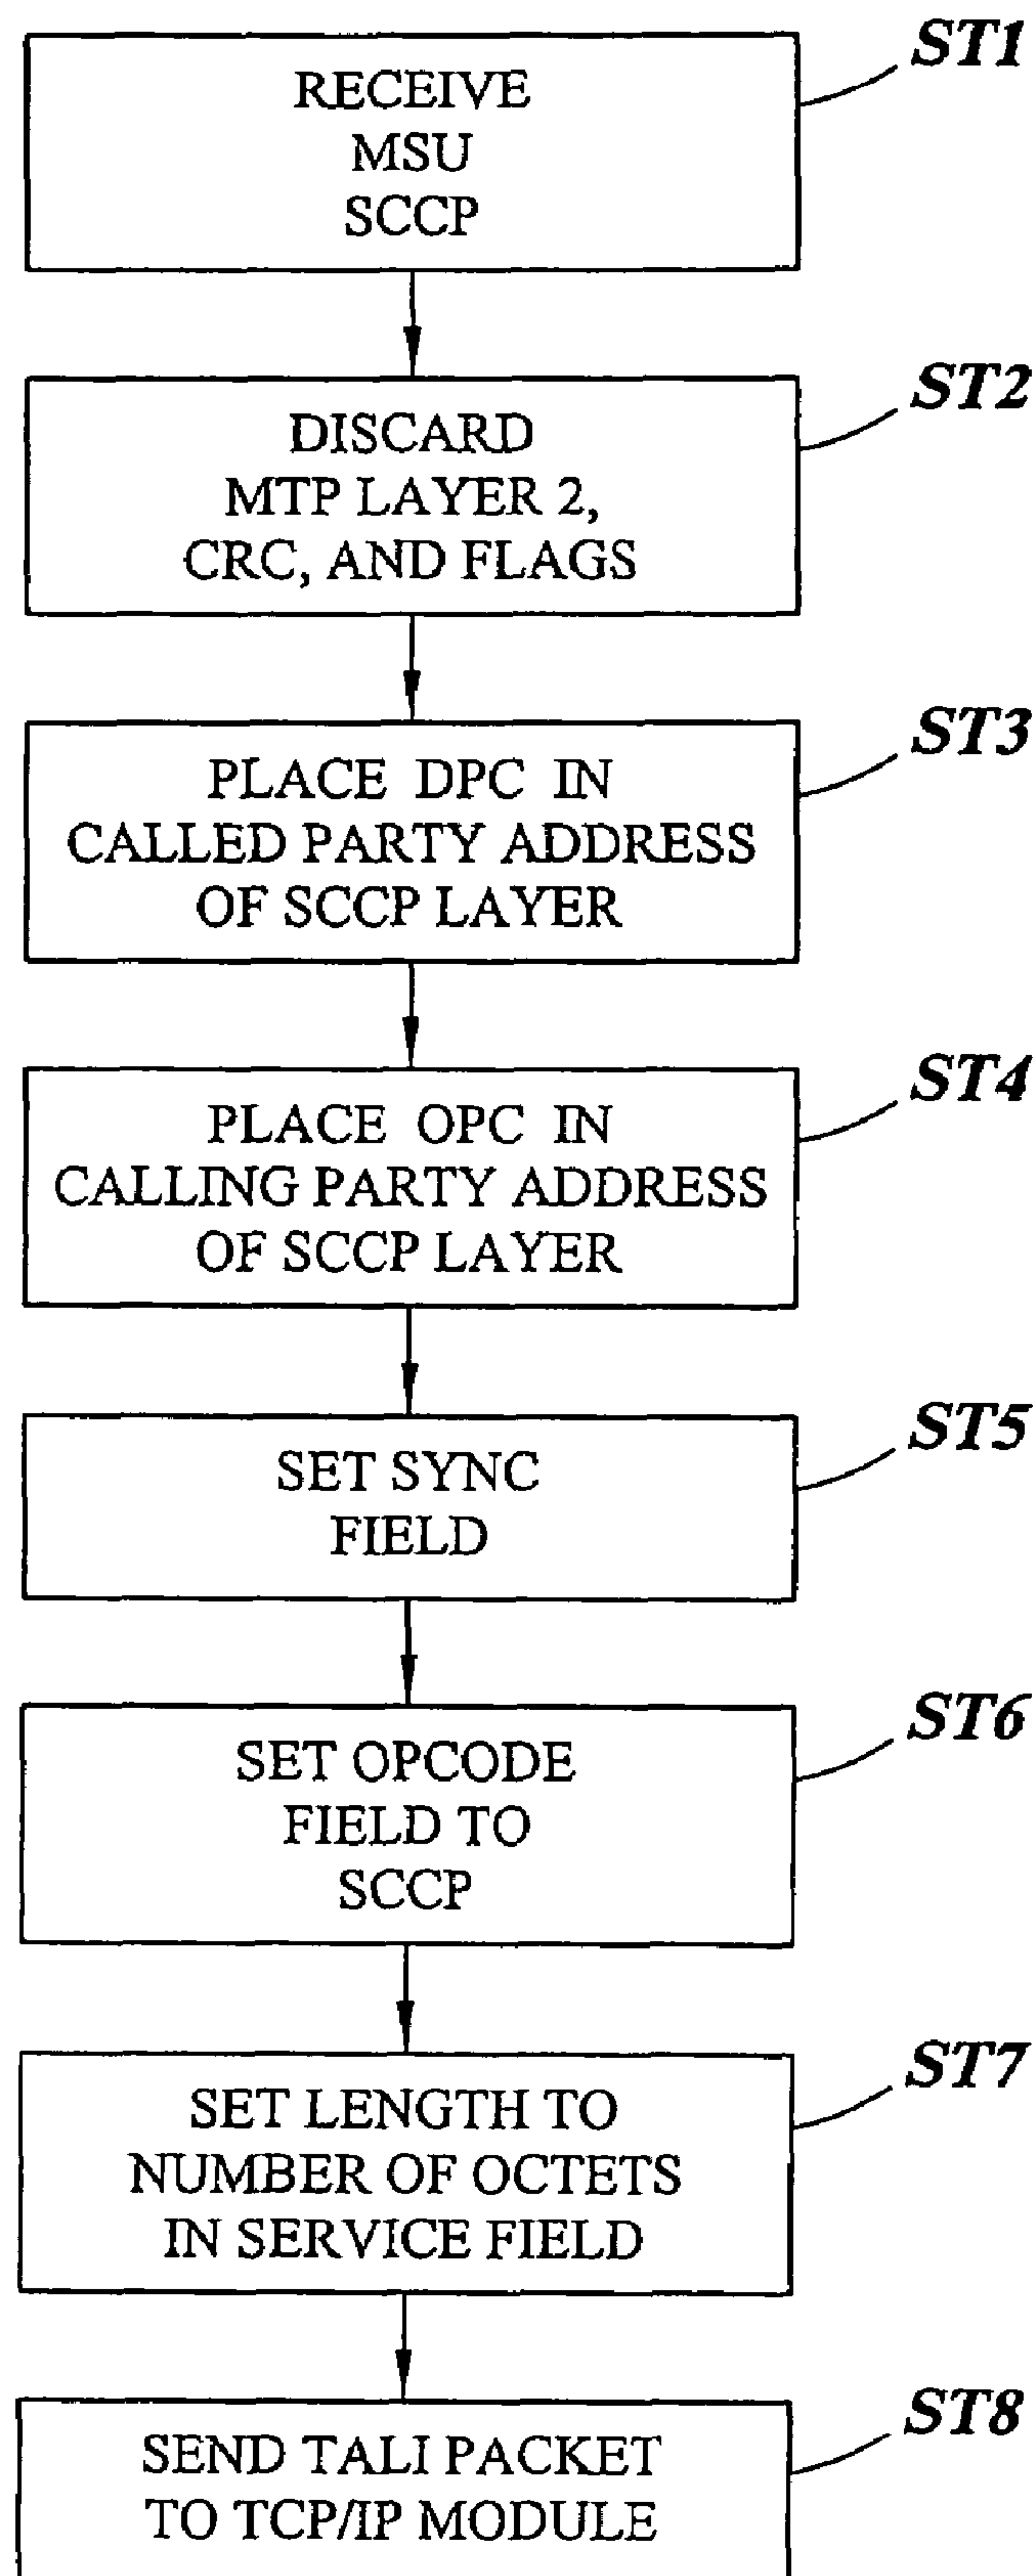 ST1
RECEIVE
MSU
SCCP
ST2
DISCARD
MTP LAYER 2,
CRC, AND FLAGS
ST3
PLACE DPC IN
CALLED PARTY ADDRESS
OF SCCP LAYER
ST4
PLACE OPC IN
CALLING PARTY ADDRESS
OF SCCP LAYER
ST5
SET SYNC
FIELD
ST6
SET OPCODE
FIELD TO
SCCP
ST7
SET LENGTH TO
NUMBER OF OCTETS
IN SERVICE FIELD
ST8
SEND TALI PACKET
TO TCP/IP MODULE